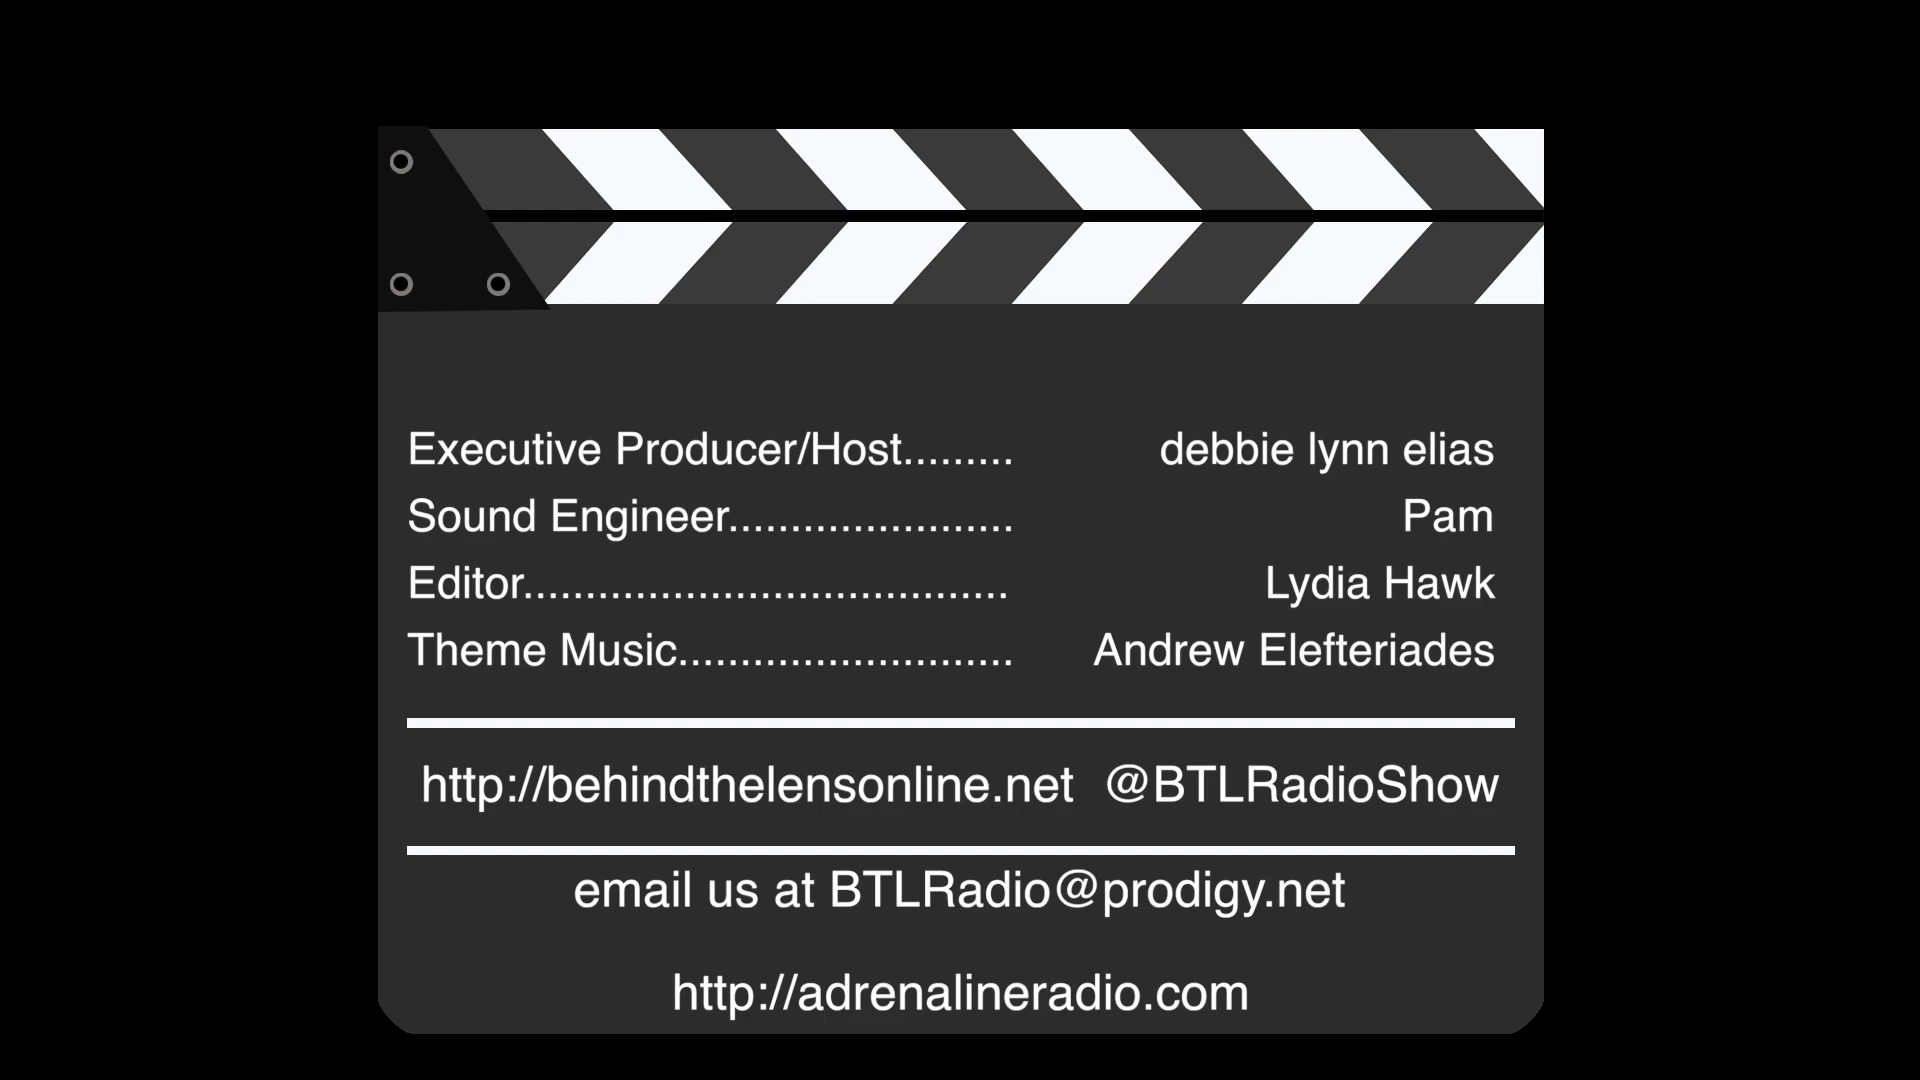 Executive Producer/Host......... debbie lynn elias
Sound Engineer....................... Pam
Editor....................................... Lydia Hawk
Theme Music........................... Andrew Elefteriades
http://behindthelensonline.net @BTLRadioShow
email us at BTLRadio@prodigy.net
http://adrenalineradio.com